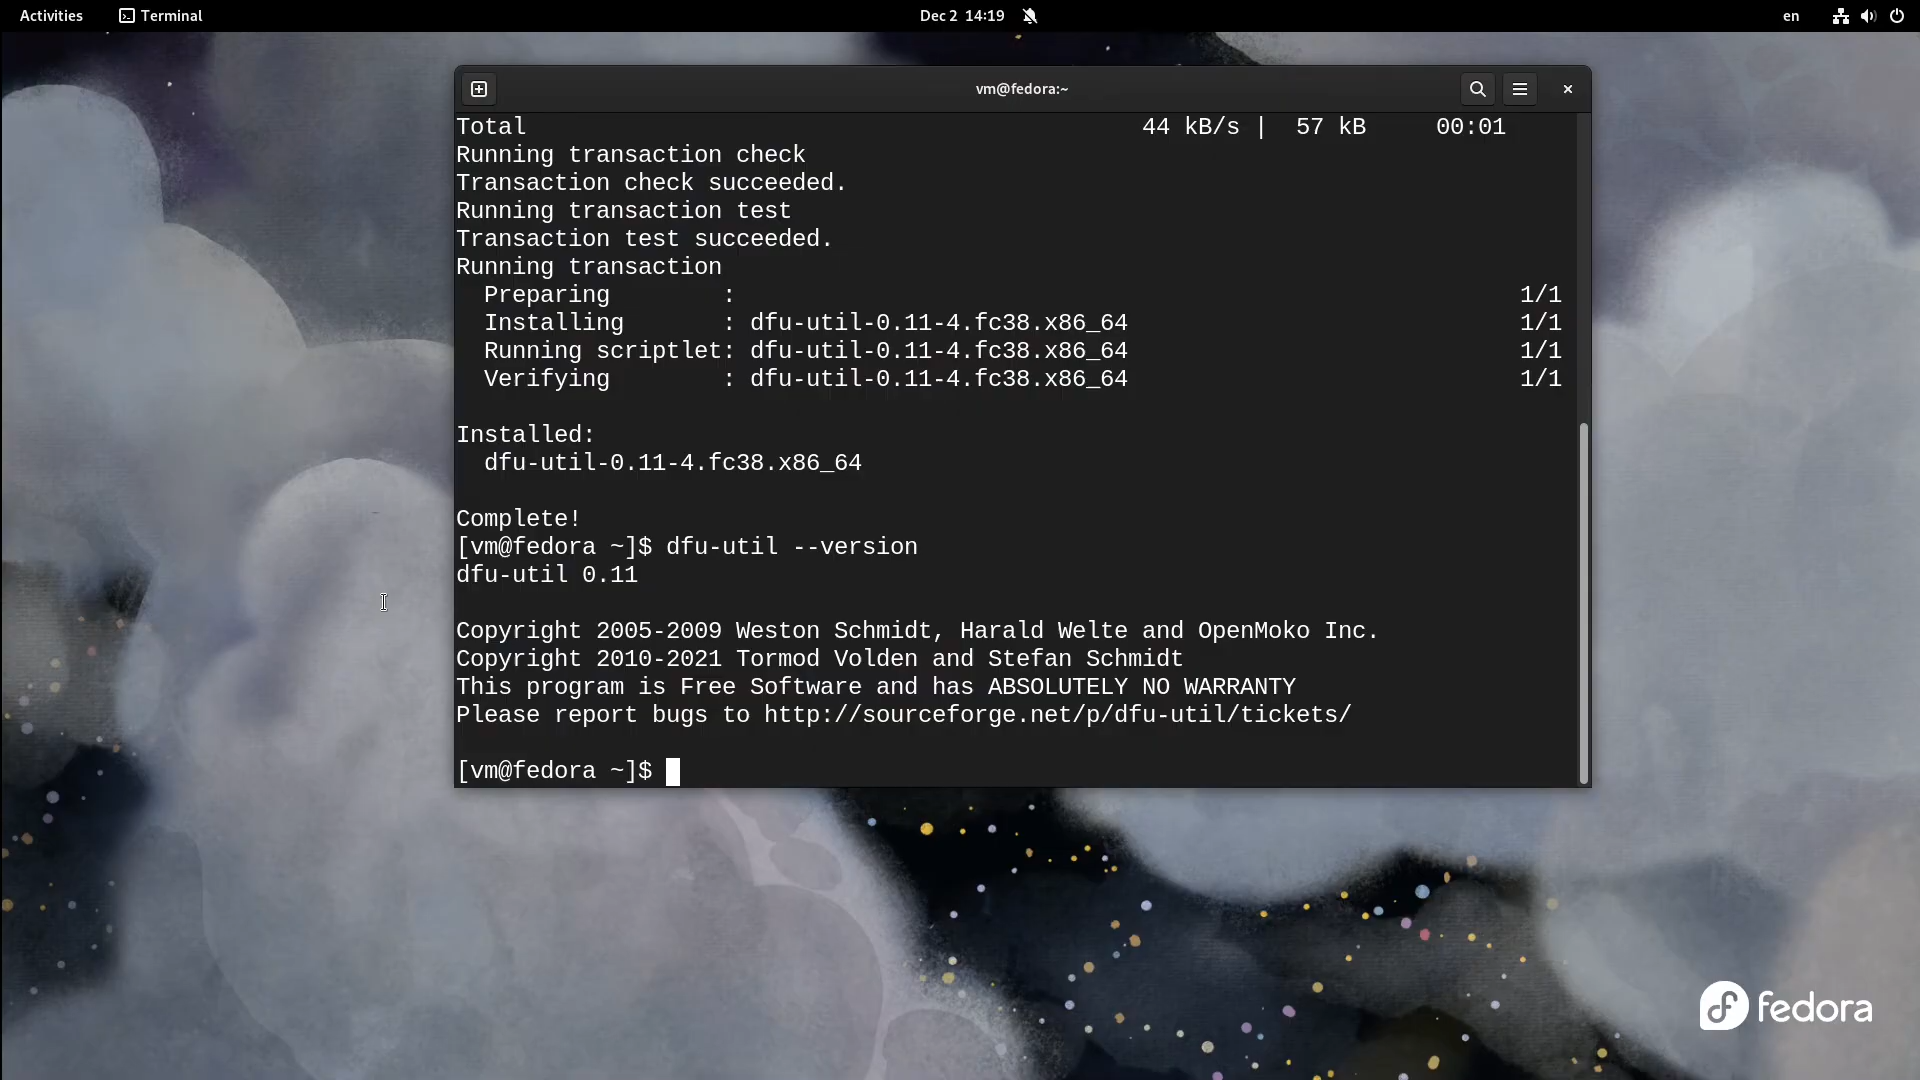 Activities Terminal Dec 2 14:19 en
vm@fedora:~
Total 44 kB/s | 57 kB 00:01
Running transaction check
Transaction check succeeded.
Running transaction test
Transaction test succeeded.
Running transaction
Preparing : 1/1
Installing : dfu-util-0.11-4.fc38.x86_64 1/1
Running scriptlet: dfu-util-0.11-4.fc38.x86_64 1/1
Verifying : dfu-util-0.11-4.fc38.x86_64 1/1
Installed:
dfu-util-0.11-4.fc38.x86_64
Complete!
[vm@fedora ~]$ dfu-util --version
dfu-util 0.11
Copyright 2005-2009 Weston Schmidt, Harald Welte and OpenMoko Inc.
Copyright 2010-2021 Tormod Volden and Stefan Schmidt
This program is Free Software and has ABSOLUTELY NO WARRANTY
Please report bugs to http://sourceforge.net/p/dfu-util/tickets/
[vm@fedora ~]$
fedora